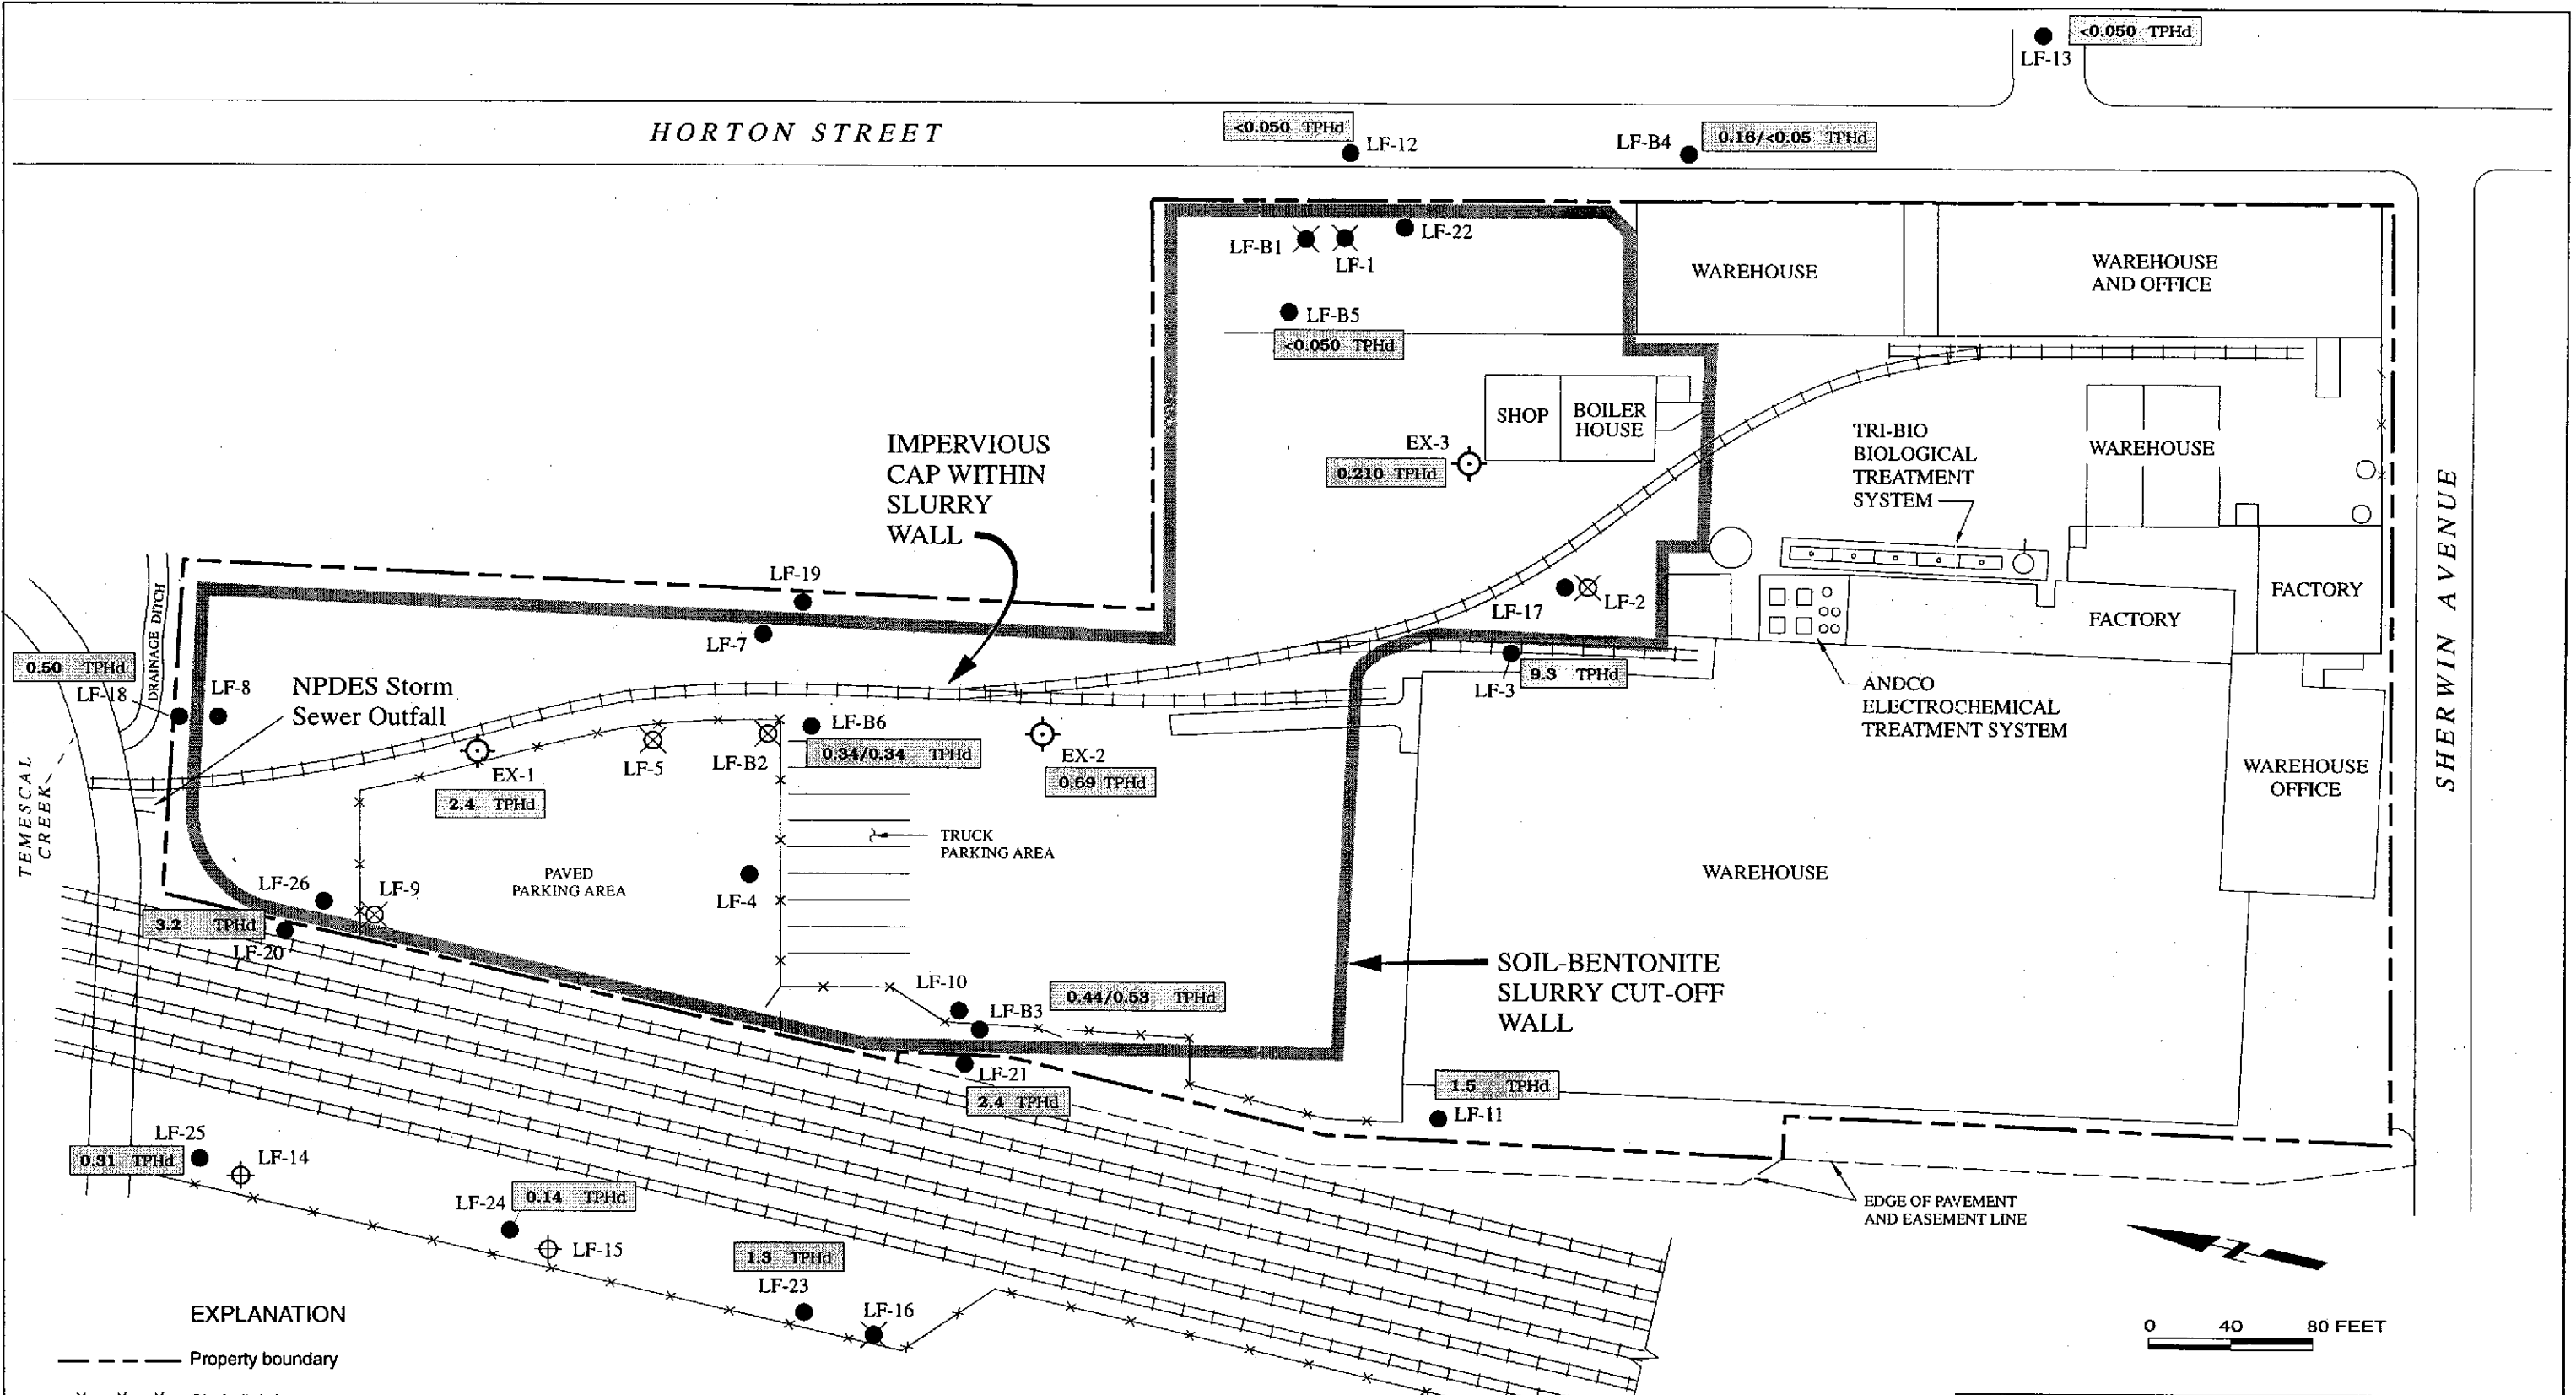 <0.050 TPHd
LF-13
HORTON STREET
<0.050 TPHd
LF-12
LF-B4
0.16/<0.05 TPHd
LF-B1
LF-1
LF-22
LF-B5
<0.050 TPHd
WAREHOUSE
WAREHOUSE
AND OFFICE
SHOP
BOILER
HOUSE
EX-3
0.210 TPHd
IMPERVIOUS
CAP WITHIN
SLURRY
WALL
TRI-BIO
BIOLOGICAL
TREATMENT
SYSTEM
WAREHOUSE
SHERWIN AVENUE
FACTORY
FACTORY
LF-19
LF-7
LF-17
LF-2
DRAINAGE DITCH
0.50 TPHd
LF-18
LF-8
NPDES Storm
Sewer Outfall
LF-3
9.3 TPHd
ANDCO
ELECTROCHEMICAL
TREATMENT SYSTEM
TEMESCAL
CREEK
EX-1
2.4 TPHd
LF-5
LF-B2
LF-B6
0.34/0.34 TPHd
EX-2
0.69 TPHd
WAREHOUSE
OFFICE
TRUCK
PARKING AREA
PAVED
PARKING AREA
LF-4
WAREHOUSE
LF-26
LF-9
3.2 TPHd
LF-20
SOIL-BENTONITE
SLURRY CUT-OFF
WALL
LF-10
LF-B3
0.44/0.53 TPHd
LF-21
2.4 TPHd
1.5 TPHd
LF-11
LF-25
0.31 TPHd
LF-14
LF-24
0.14 TPHd
LF-15
1.3 TPHd
LF-23
LF-16
EDGE OF PAVEMENT
AND EASEMENT LINE
Z
0 40 80 FEET
EXPLANATION
Property boundary